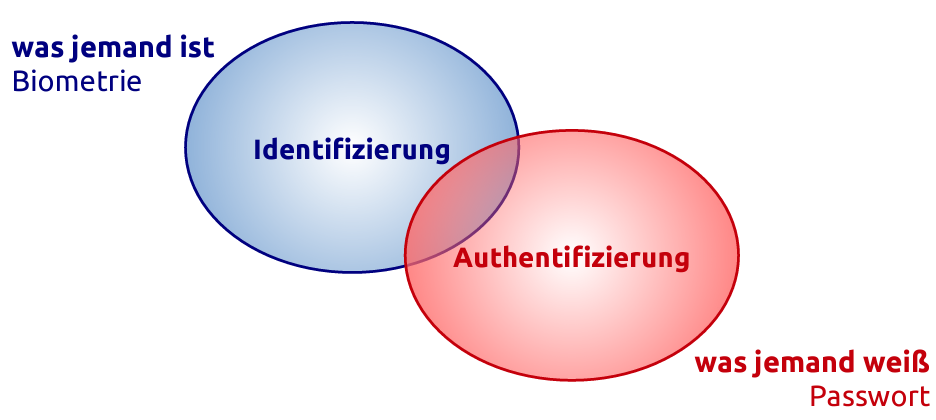 was jemand ist
Biometrie
Identifizierung
Authentifizierung
was jemand weiß
Passwort